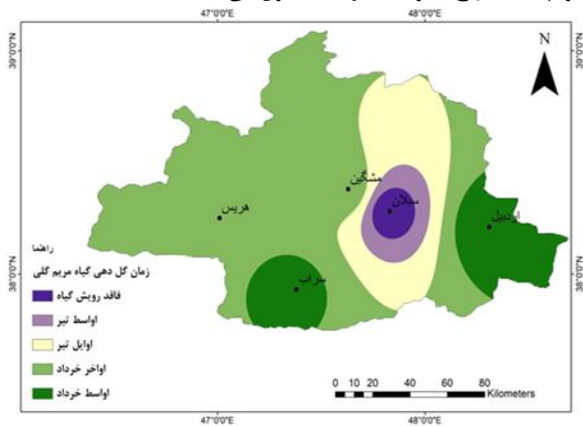 47°0'0"E 48°0'0"E
39°0'0"N 39°0'0"N
N
مشگین
سبلان
هریس
اردبیل
38°0'0"N 38°0'0"N
سراب
راهنما
زمان گل دهی گیاه مریم گلی
فاقد رویش گیاه
اواسط تیر
اوایل تیر
اواخر خرداد
اواسط خرداد
0 5 10 20 40 60 80
Kilometers
47°0'0"E 48°0'0"E